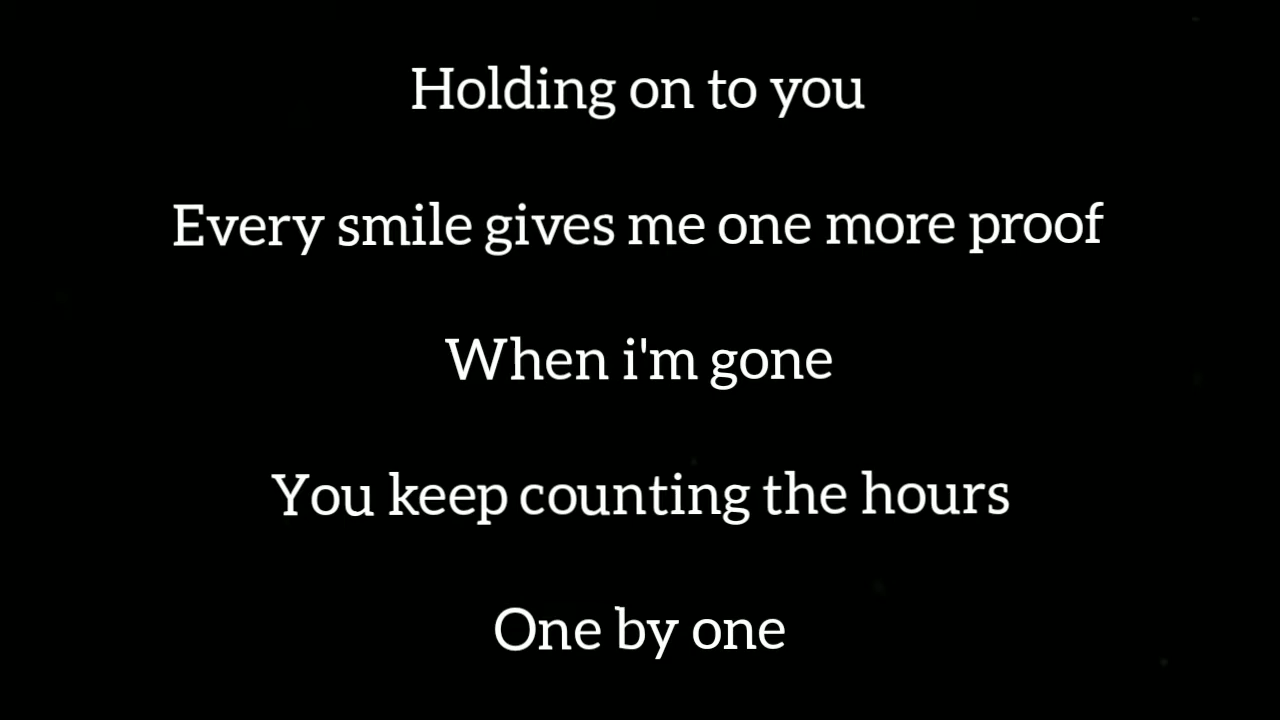 Holding on to you
Every smile gives me one more proof
When i'm gone
You keep counting the hours
One by one